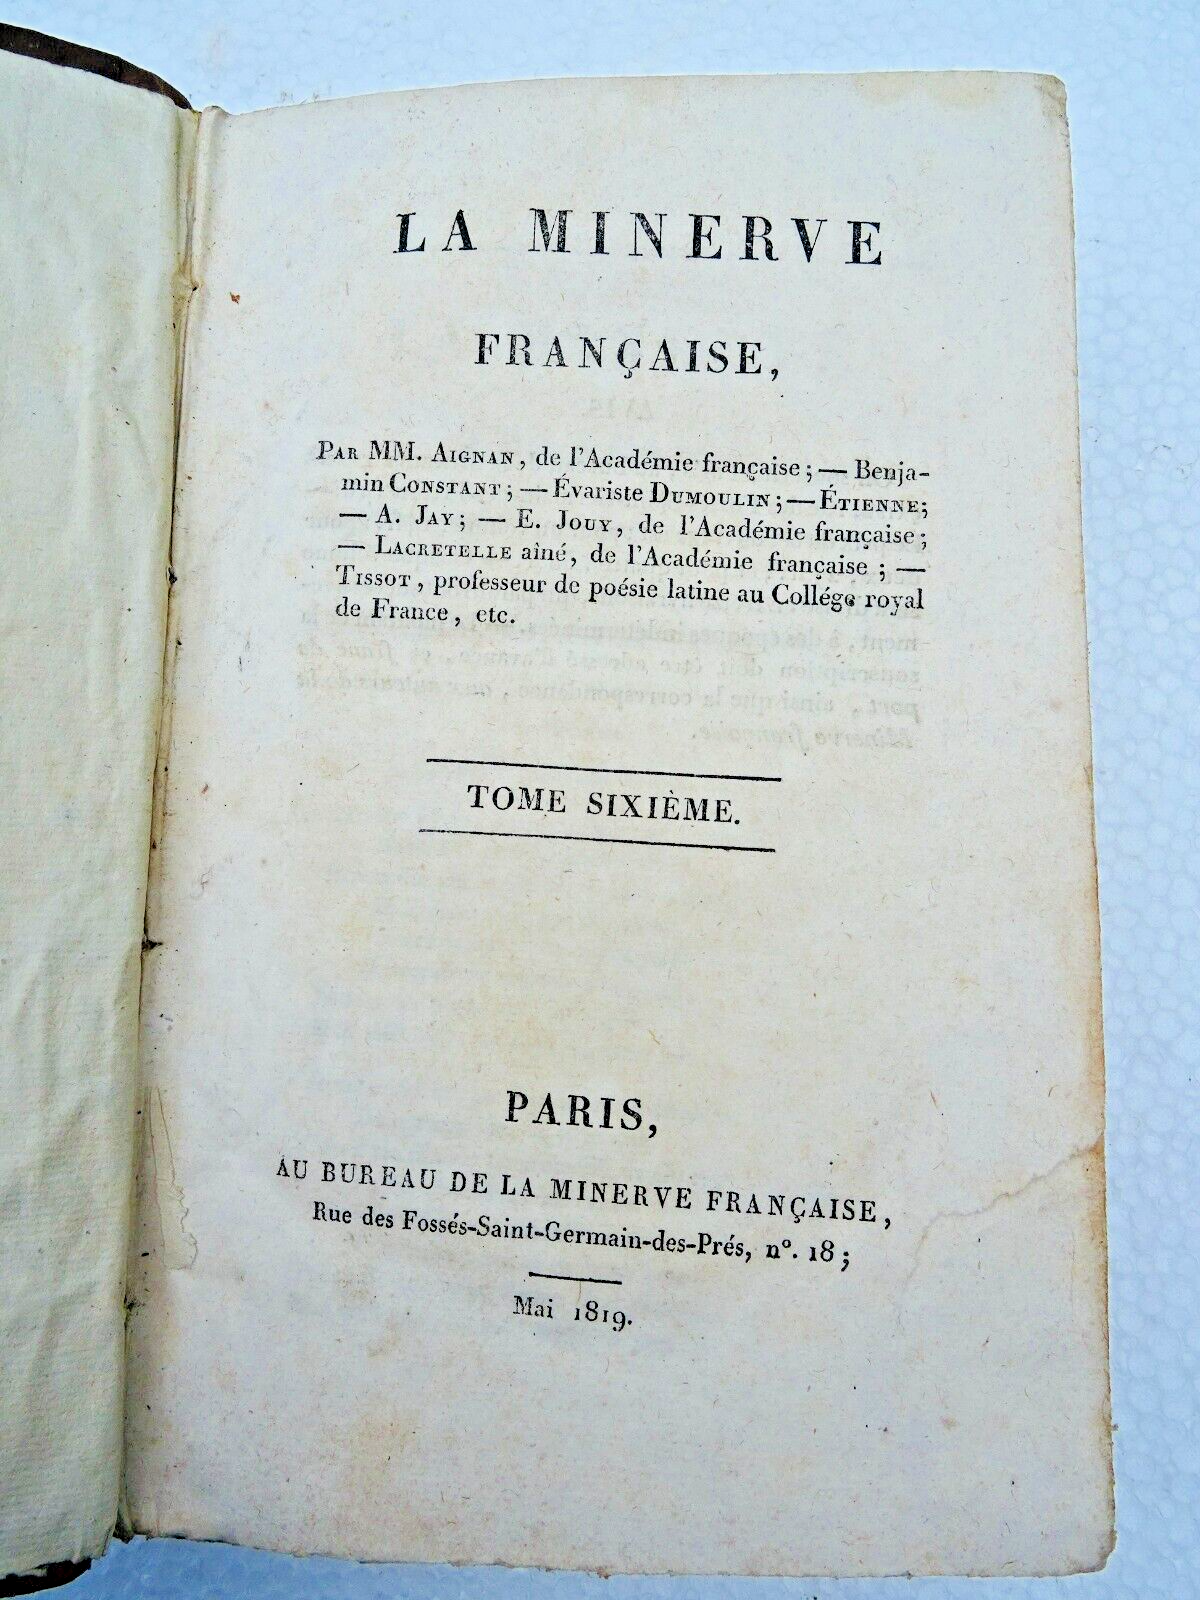 LA MINERVE
FRANÇAISE,
PAR MM. AIGNAN, de l'Académie française; — Benja-
min CONSTANT; — Évariste DUMOULIN; — ÉTIENNE;
— A. JAY; — E. JOUY, de l'Académie française;
— LACRETELLE aîné, de l'Académie française; —
TISSOT, professeur de poésie latine au Collége royal
de France, etc.
TOME SIXIÈME.
PARIS,
AU BUREAU DE LA MINERVE FRANÇAISE,
Rue des Fossés-Saint-Germain-des-Prés, n°. 18;
Mai 1819.